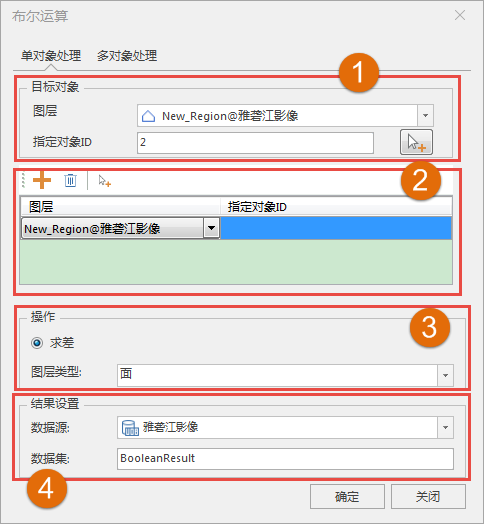 布尔运算
单对象处理 多对象处理
1
目标对象
图层 New_Region@雅砻江影像
指定对象ID 2
2
图层 指定对象ID
New_Region@雅砻江影像
3
操作
求差
图层类型: 面
结果设置
数据源: 雅砻江影像
数据集: BooleanResult
4
确定 关闭